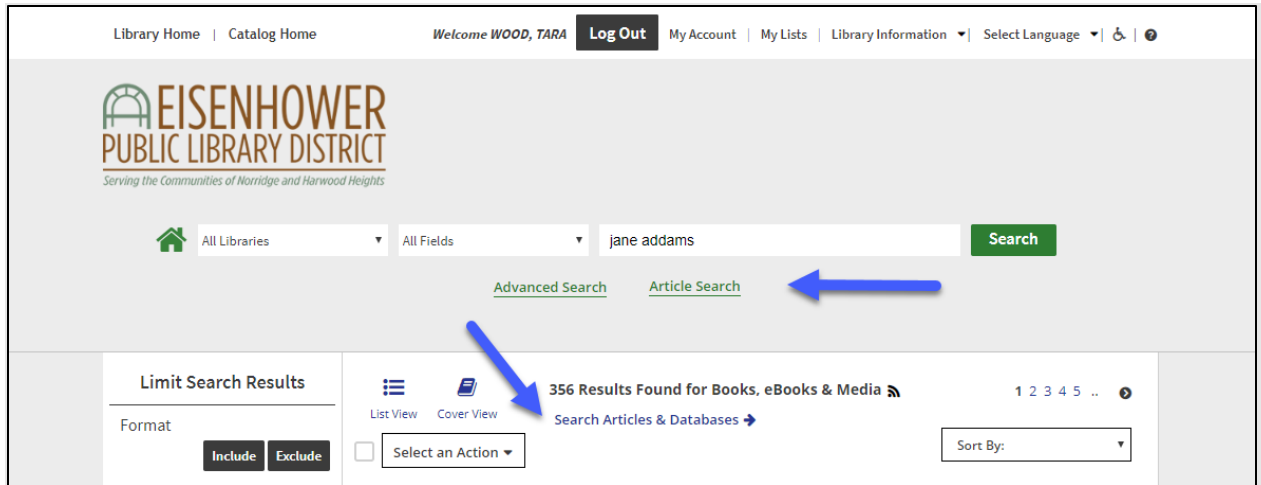 Library Home | Catalog Home Welcome WOOD, TARA Log Out My Account | My Lists | Library Information | Select Language | |
EISENHOWER
PUBLIC LIBRARY DISTRICT
Serving the Communities of Norridge and Harwood Heights
All Libraries All Fields jane addams Search
Advanced Search Article Search
Limit Search Results
Format
Include Exclude
List View Cover View
Select an Action
356 Results Found for Books, eBooks & Media
Search Articles & Databases
1 2 3 4 5 ..
Sort By: